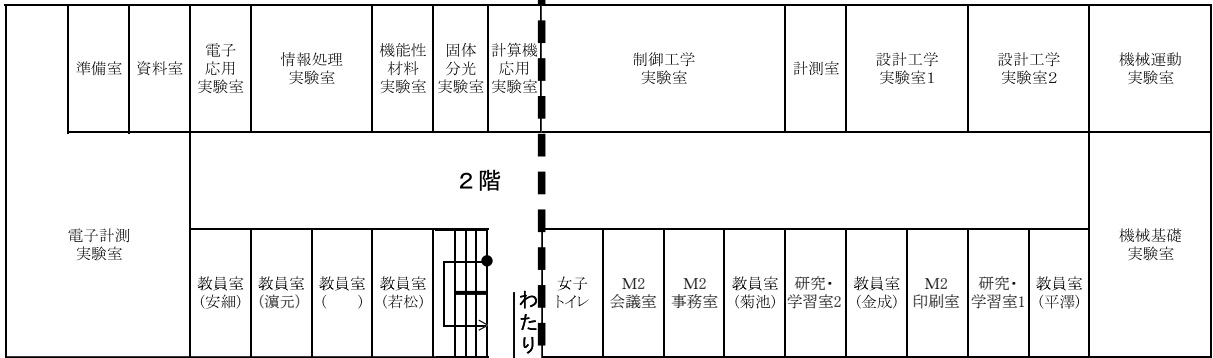 準備室
資料室
電子
応用
実験室
情報処理
実験室
機能性
材料
実験室
固体
分光
実験室
計算機
応用
実験室
制御工学
実験室
計測室
設計工学
実験室1
設計工学
実験室2
機械運動
実験室
2階
電子計測
実験室
機械基礎
実験室
教員室
(安細)
教員室
(濵元)
教員室
(　　)
教員室
(若松)
わたり
女子
トイレ
M2
会議室
M2
事務室
教員室
(菊池)
研究・
学習室2
教員室
(金成)
M2
印刷室
研究・
学習室1
教員室
(平澤)